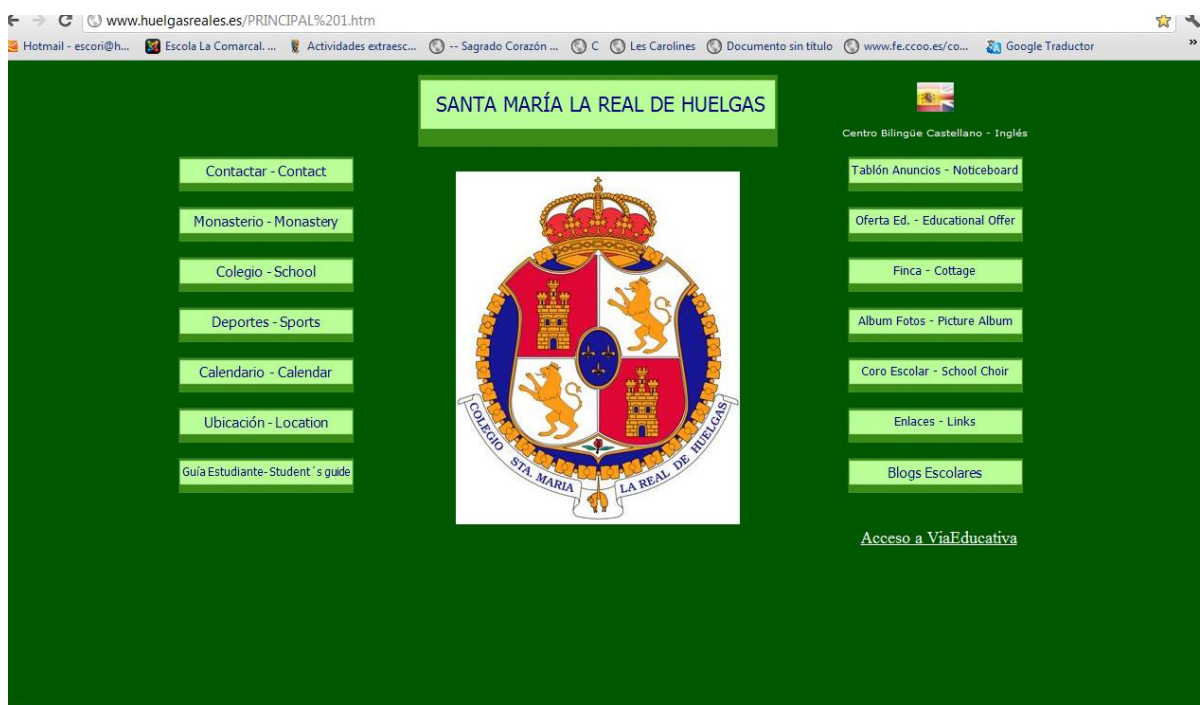 www.huelgasreales.es/PRINCIPAL%201.htm
Hotmail - escori@h... Escola La Comarcal. ... Actividades extraesc... -- Sagrado Corazón ... C Les Carolines Documento sin título www.fe.ccoo.es/co... Google Traductor »
SANTA MARÍA LA REAL DE HUELGAS
Centro Bilingüe Castellano - Inglés
Contactar - Contact
Monasterio - Monastery
Colegio - School
Deportes - Sports
Calendario - Calendar
Ubicación - Location
Guía Estudiante-Student´s guide
COLEGIO STA. MARIA LA REAL DE HUELGAS
Tablón Anuncios - Noticeboard
Oferta Ed. - Educational Offer
Finca - Cottage
Album Fotos - Picture Album
Coro Escolar - School Choir
Enlaces - Links
Blogs Escolares
Acceso a ViaEducativa